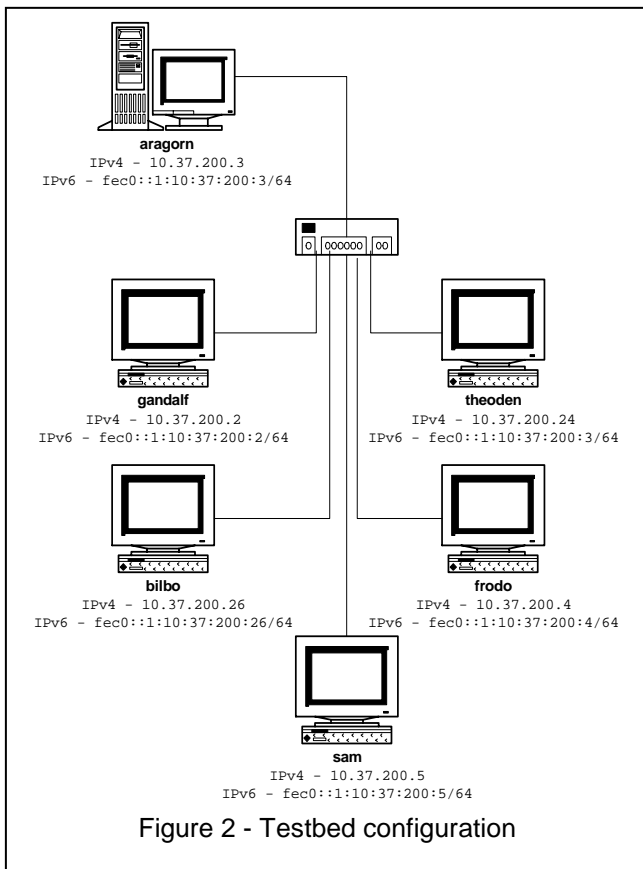 aragorn
IPv4 - 10.37.200.3
IPv6 - fec0::1:10:37:200:3/64
gandalf
IPv4 - 10.37.200.2
IPv6 - fec0::1:10:37:200:2/64
theoden
IPv4 - 10.37.200.24
IPv6 - fec0::1:10:37:200:3/64
bilbo
IPv4 - 10.37.200.26
IPv6 - fec0::1:10:37:200:26/64
frodo
IPv4 - 10.37.200.4
IPv6 - fec0::1:10:37:200:4/64
sam
IPv4 - 10.37.200.5
IPv6 - fec0::1:10:37:200:5/64
Figure 2 - Testbed configuration